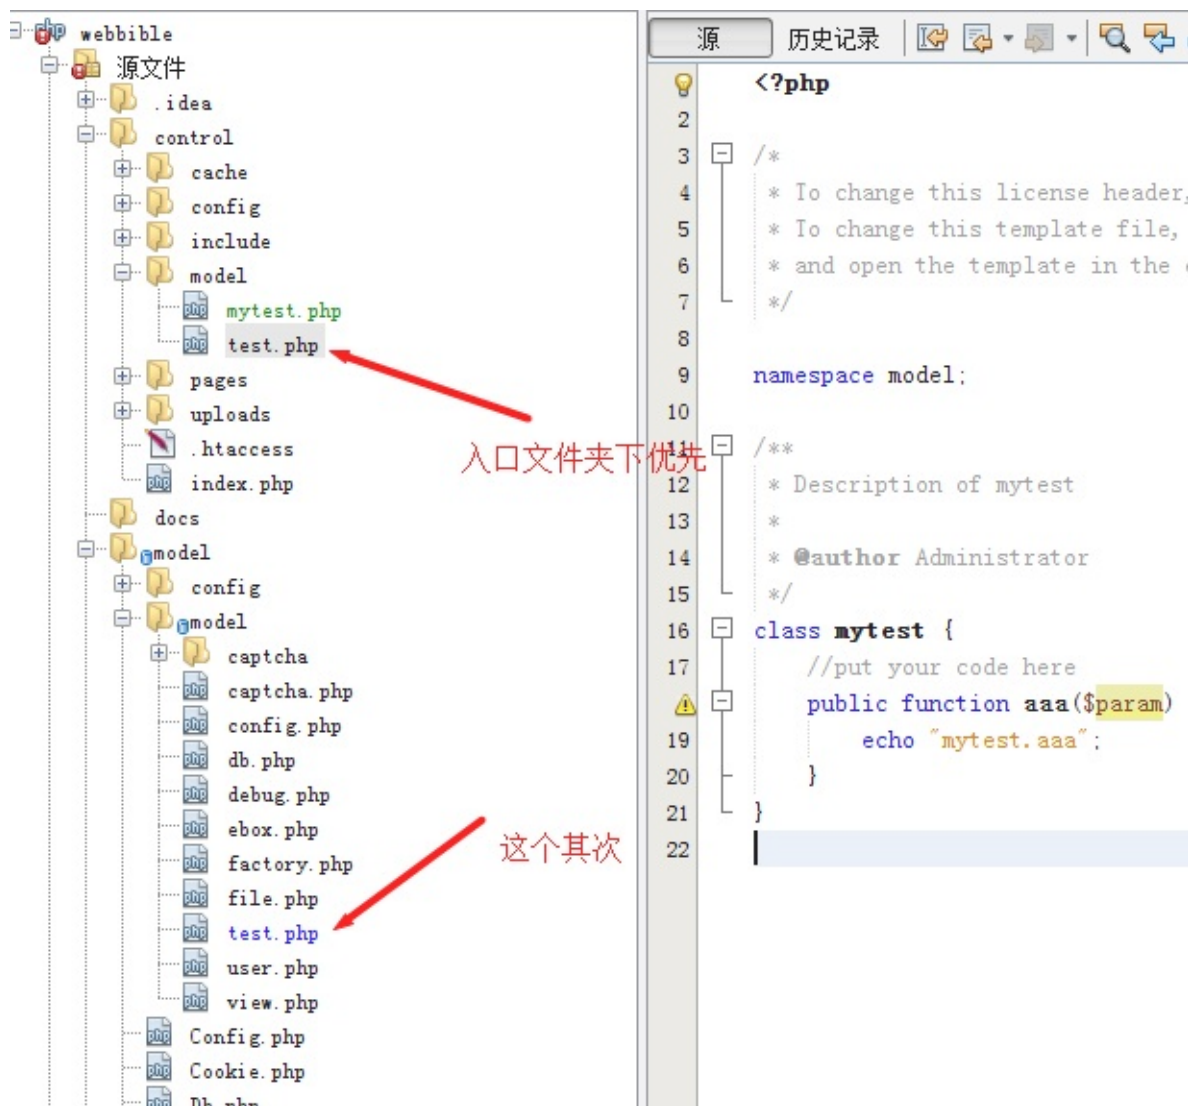 webbible
源文件
.idea
control
cache
config
include
model
mytest.php
test.php
pages
uploads
.htaccess
index.php
docs
model
config
model
captcha
captcha.php
config.php
db.php
debug.php
ebox.php
factory.php
file.php
test.php
user.php
view.php
Config.php
Cookie.php
Db.php
入口文件夹下优先
这个其次
源 历史记录
<?php
2
3 /*
4 * To change this license header,
5 * To change this template file,
6 * and open the template in the
7 */
8
9 namespace model;
10
11 /**
12 * Description of mytest
13 *
14 * @author Administrator
15 */
16 class mytest {
17 //put your code here
public function aaa($param)
19 echo "mytest.aaa";
20 }
21 }
22